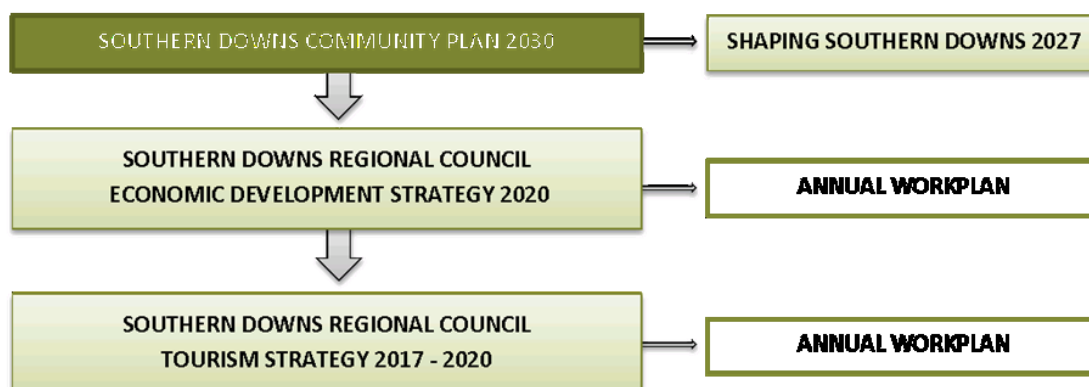 SOUTHERN DOWNS COMMUNITY PLAN 2030
SHAPING SOUTHERN DOWNS 2027
SOUTHERN DOWNS REGIONAL COUNCIL
ECONOMIC DEVELOPMENT STRATEGY 2020
ANNUAL WORKPLAN
SOUTHERN DOWNS REGIONAL COUNCIL
TOURISM STRATEGY 2017 - 2020
ANNUAL WORKPLAN